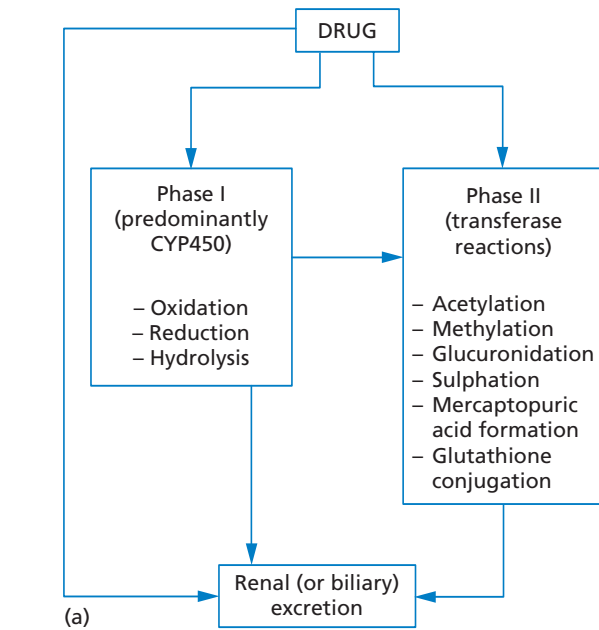 DRUG
Phase I
(predominantly
CYP450)
– Oxidation
– Reduction
– Hydrolysis
Phase II
(transferase
reactions)
– Acetylation
– Methylation
– Glucuronidation
– Sulphation
– Mercaptopuric
acid formation
– Glutathione
conjugation
Renal (or biliary)
excretion
(a)